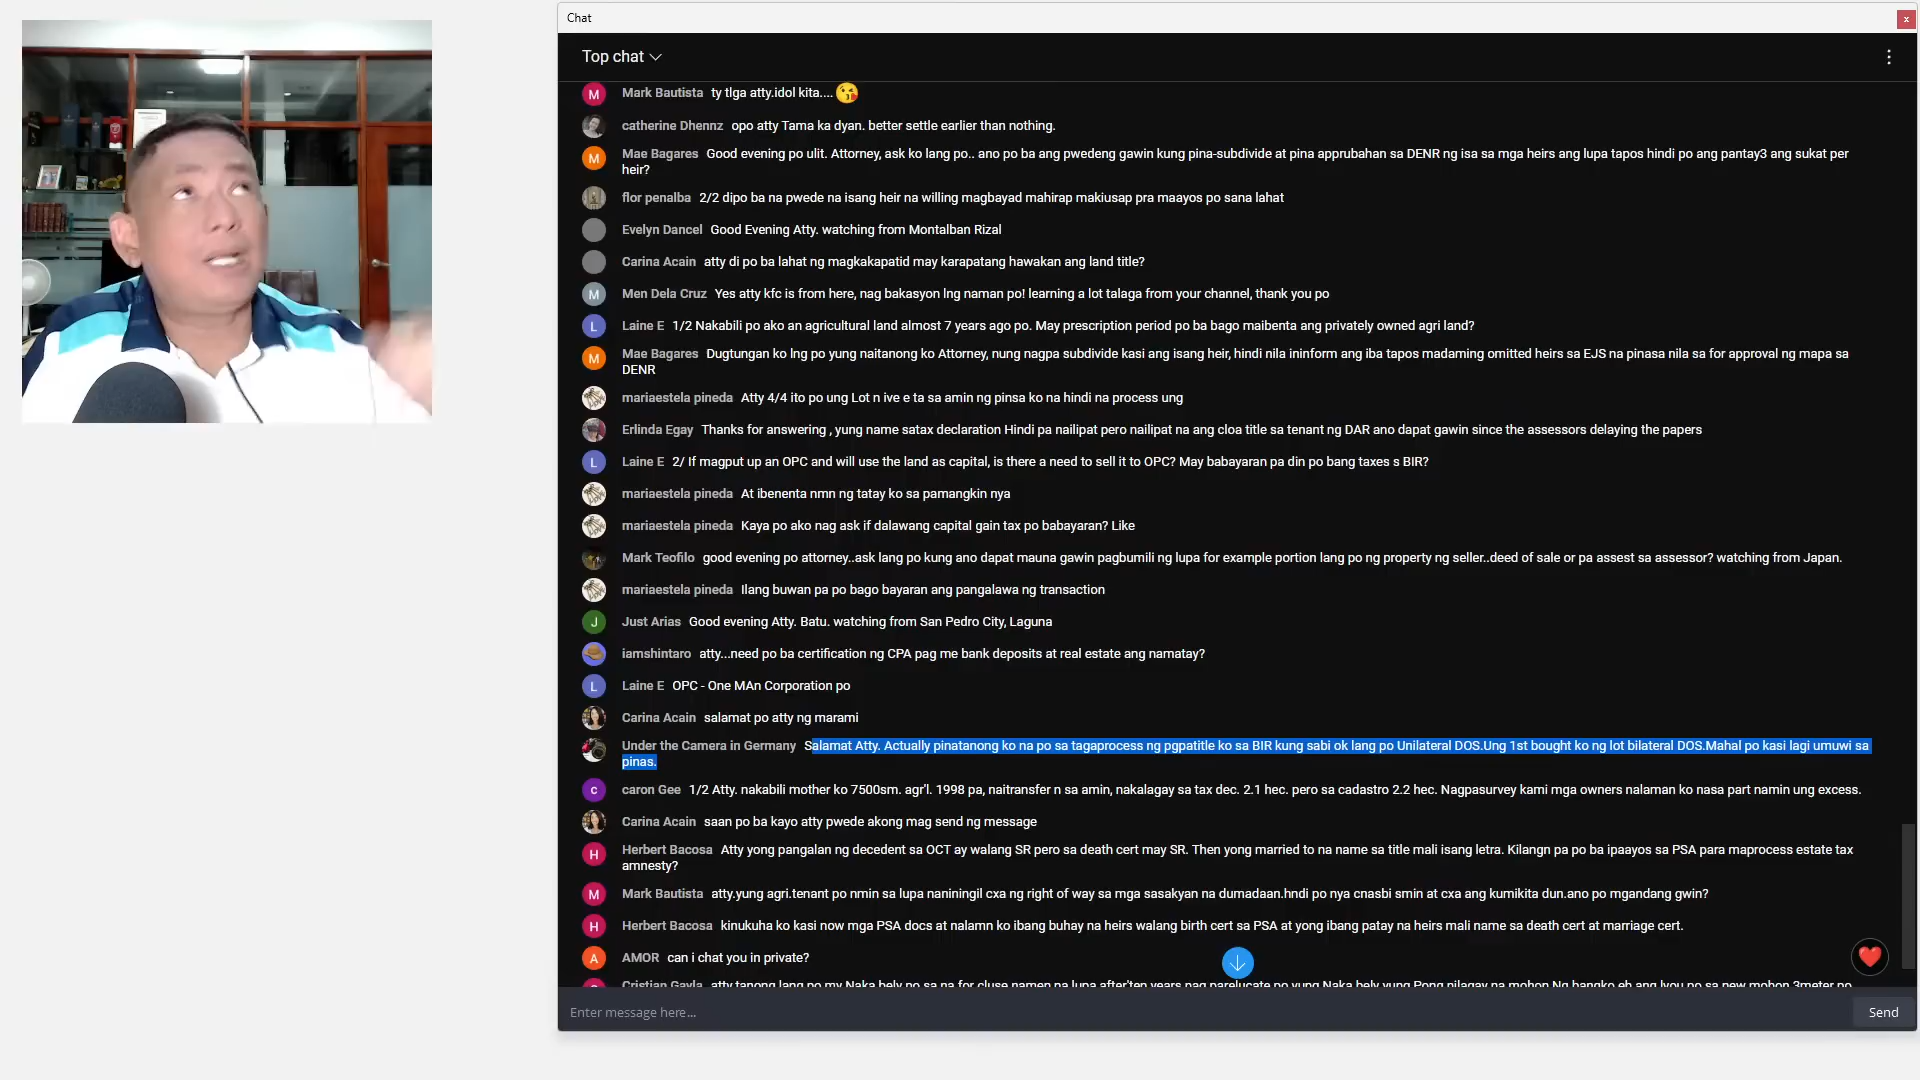 Chat
x
Top chat
Mark Bautista ty tlga atty.idol kita....
catherine Dhennz opo atty Tama ka dyan. better settle earlier than nothing.
Mae Bagares Good evening po ulit. Attorney, ask ko lang po.. ano po ba ang pwedeng gawin kung pina-subdivide at pina apprubahan sa DENR ng isa sa mga heirs ang lupa tapos hindi po ang pantay3 ang sukat per
heir?
flor penalba 2/2 dipo ba na pwede na isang heir na willing magbayad mahirap makiusap pra maayos po sana lahat
Evelyn Dancel Good Evening Atty. watching from Montalban Rizal
Carina Acain atty di po ba lahat ng magkakapatid may karapatang hawakan ang land title?
Men Dela Cruz Yes atty kfc is from here, nag bakasyon lng naman po! learning a lot talaga from your channel, thank you po
Laine E 1/2 Nakabili po ako an agricultural land almost 7 years ago po. May prescription period po ba bago maibenta ang privately owned agri land?
Mae Bagares Dugtungan ko lng po yung naitanong ko Attorney, nung nagpa subdivide kasi ang isang heir, hindi nila ininform ang iba tapos madaming omitted heirs sa EJS na pinasa nila sa for approval ng mapa sa
DENR
mariaestela pineda Atty 4/4 ito po ung Lot n ive e ta sa amin ng pinsa ko na hindi na process ung
Erlinda Egay Thanks for answering , yung name satax declaration Hindi pa nailipat pero nailipat na ang cloa title sa tenant ng DAR ano dapat gawin since the assessors delaying the papers
Laine E 2/ If magput up an OPC and will use the land as capital, is there a need to sell it to OPC? May babayaran pa din po bang taxes s BIR?
mariaestela pineda At ibenenta nmn ng tatay ko sa pamangkin nya
mariaestela pineda Kaya po ako nag ask if dalawang capital gain tax po babayaran? Like
Mark Teofilo good evening po attorney..ask lang po kung ano dapat mauna gawin pagbumili ng lupa for example portion lang po ng property ng seller..deed of sale or pa assest sa assessor? watching from Japan.
mariaestela pineda Ilang buwan pa po bago bayaran ang pangalawa ng transaction
J Just Arias Good evening Atty. Batu. watching from San Pedro City, Laguna
iamshintaro atty...need po ba certification ng CPA pag me bank deposits at real estate ang namatay?
Laine E OPC - One MAn Corporation po
Carina Acain salamat po atty ng marami
Under the Camera in Germany Salamat Atty. Actually pinatanong ko na po sa tagaprocess ng pgpatitle ko sa BIR kung sabi ok lang po Unilateral DOS.Ung 1st bought ko ng lot bilateral DOS.Mahal po kasi lagi umuwi sa
pinas.
caron Gee 1/2 Atty. nakabili mother ko 7500sm. agr'l. 1998 pa, naitransfer n sa amin, nakalagay sa tax dec. 2.1 hec. pero sa cadastro 2.2 hec. Nagpasurvey kami mga owners nalaman ko nasa part namin ung excess.
Carina Acain saan po ba kayo atty pwede akong mag send ng message
Herbert Bacosa Atty yong pangalan ng decedent sa OCT ay walang SR pero sa death cert may SR. Then yong married to na name sa title mali isang letra. Kilangn pa po ba ipaayos sa PSA para maprocess estate tax
amnesty?
Mark Bautista atty.yung agri.tenant po nmin sa lupa naniningil cxa ng right of way sa mga sasakyan na dumadaan.hndi po nya cnasbi smin at cxa ang kumikita dun.ano po mgandang gwin?
Herbert Bacosa kinukuha ko kasi now mga PSA docs at nalamn ko ibang buhay na heirs walang birth cert sa PSA at yong ibang patay na heirs mali name sa death cert at marriage cert.
AMOR can i chat you in private?
Cristian Gayla atty tanong lang po my Naka bely po sa na for cluse namen na lupa after'ten years nag
Enter message here...
Send